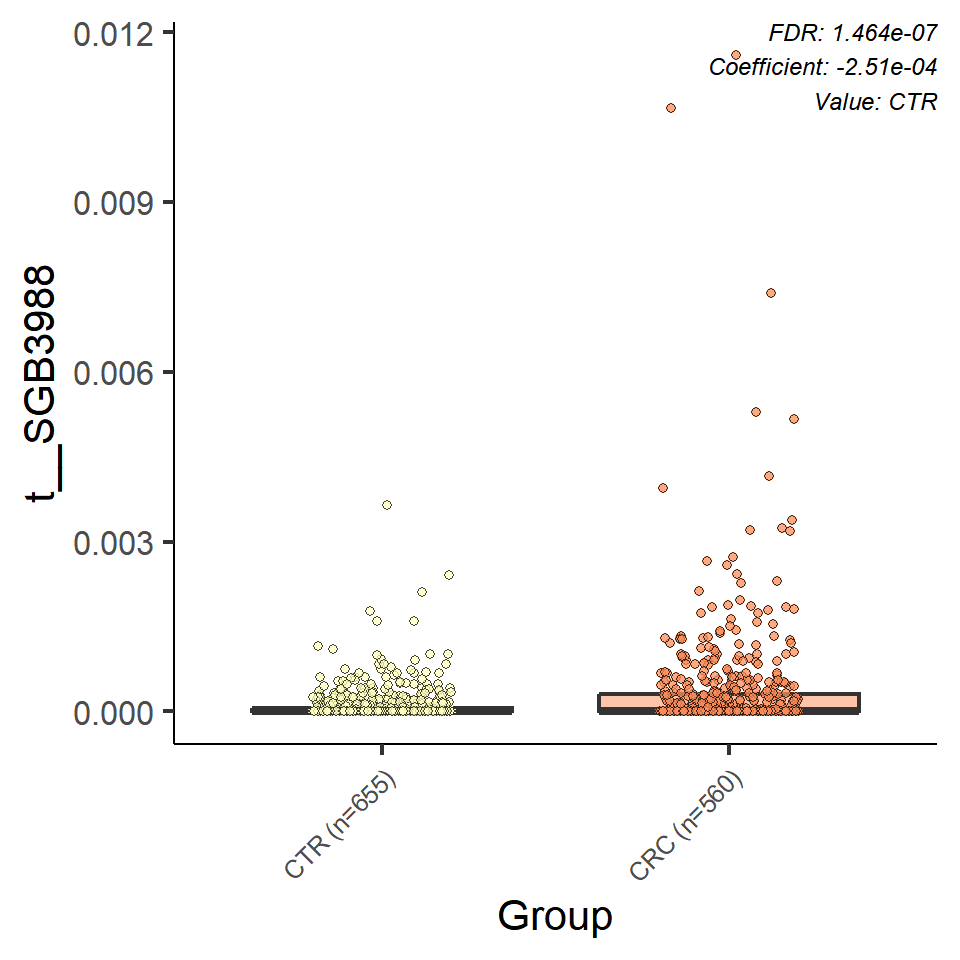 FDR: 1.464e-07
Coefficient: -2.51e-04
Value: CTR
0.012
0.009
0.006
0.003
0.000
t__SGB3988
CTR (n=655)
CRC (n=560)
Group